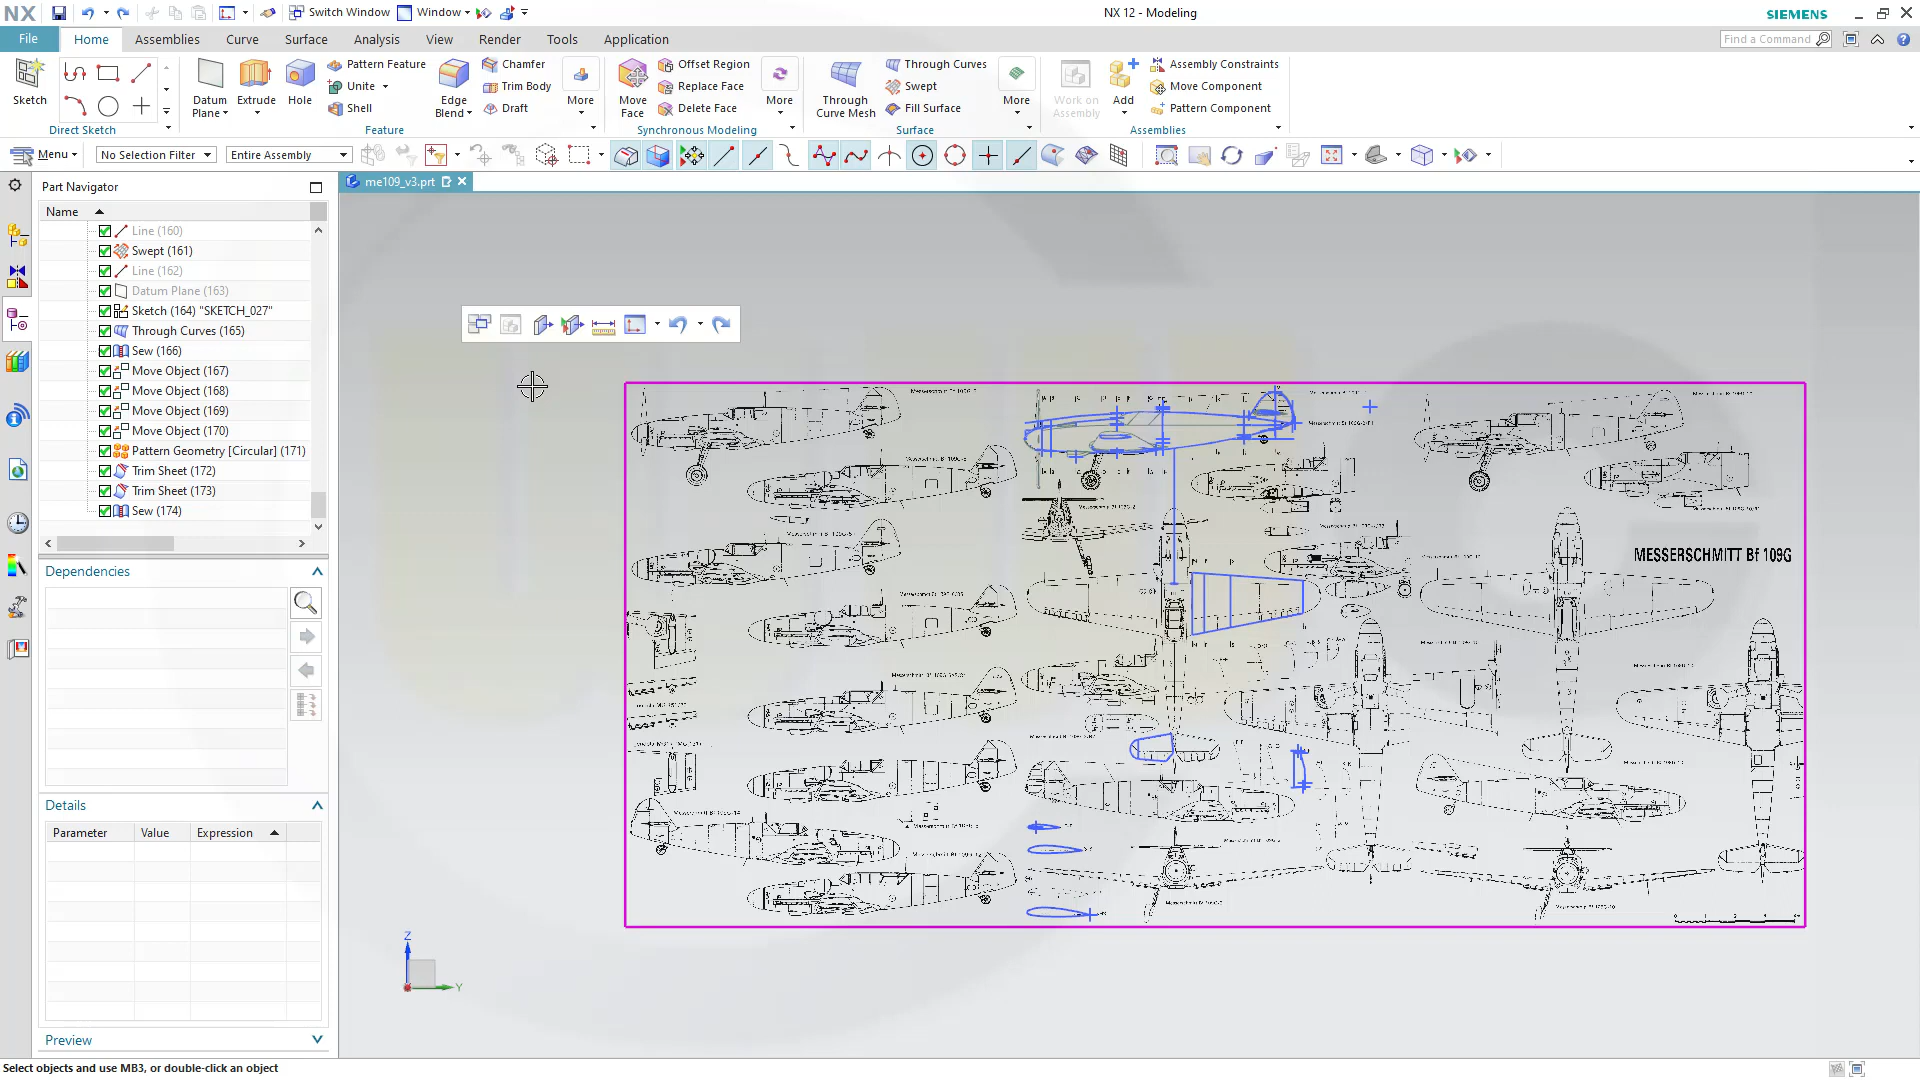 NX
Switch Window
Window
NX 12 - Modeling
SIEMENS
File
Home
Assemblies
Curve
Surface
Analysis
View
Render
Tools
Application
Find a Command
Sketch
Direct Sketch
Datum
Plane
Extrude
Hole
Pattern Feature
Unite
Shell
Edge
Blend
Chamfer
Trim Body
Draft
More
Feature
Move
Face
Offset Region
Replace Face
Delete Face
More
Synchronous Modeling
Through
Curve Mesh
Through Curves
Swept
Fill Surface
More
Surface
Work on
Assembly
Add
Assembly Constraints
Move Component
Pattern Component
Assemblies
Menu
No Selection Filter
Entire Assembly
Part Navigator
me109_v3.prt
Name
Line (160)
Swept (161)
Line (162)
Datum Plane (163)
Sketch (164) "SKETCH_027"
Through Curves (165)
Sew (166)
Move Object (167)
Move Object (168)
Move Object (169)
Move Object (170)
Pattern Geometry [Circular] (171)
Trim Sheet (172)
Trim Sheet (173)
Sew (174)
Dependencies
Details
Parameter
Value
Expression
Preview
MESSERSCHMITT Bf 109G
Z
Y
Select objects and use MB3, or double-click an object